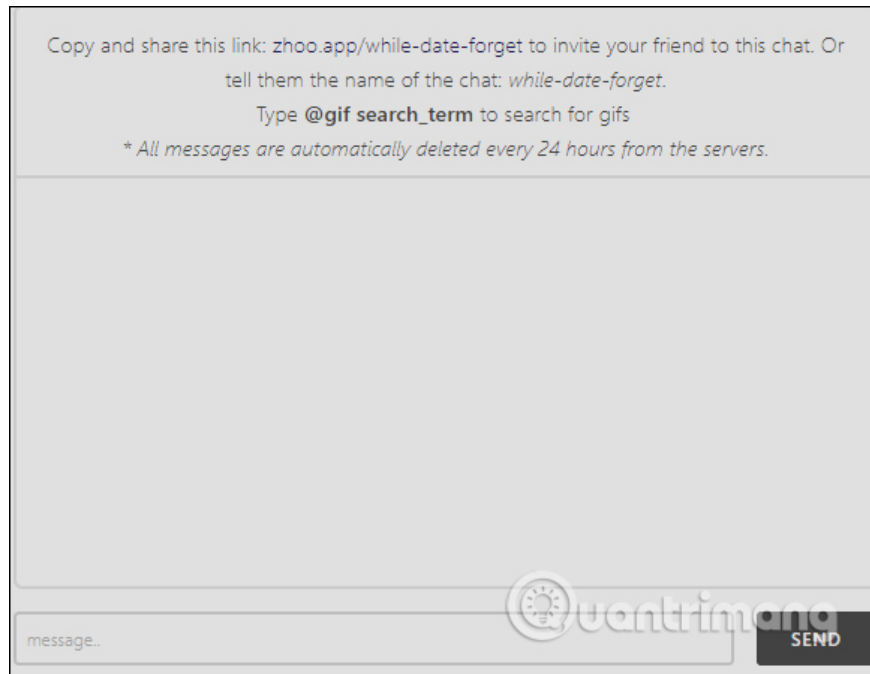 Copy and share this link: zhoo.app/while-date-forget to invite your friend to this chat. Or
tell them the name of the chat: while-date-forget.
Type @gif search_term to search for gifs
* All messages are automatically deleted every 24 hours from the servers.
Quantrimang
message..
SEND